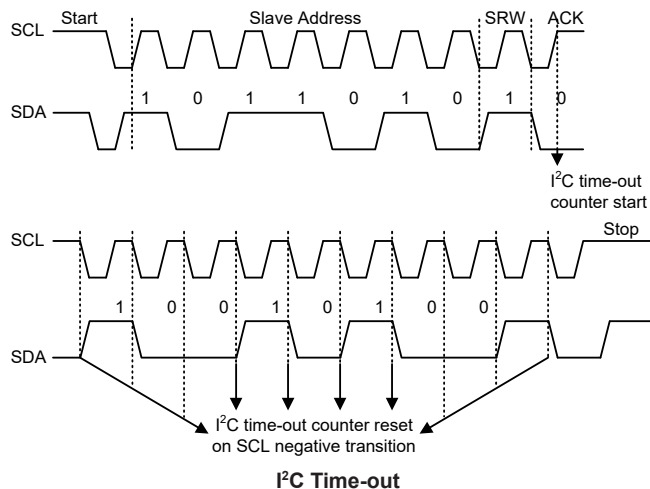 Start Slave Address SRW ACK
SCL
1 0 1 1 0 1 0 1 0
SDA
I²C time-out
counter start
Stop
SCL
1 0 0 1 0 1 0 0
SDA
I²C time-out counter reset
on SCL negative transition
I²C Time-out